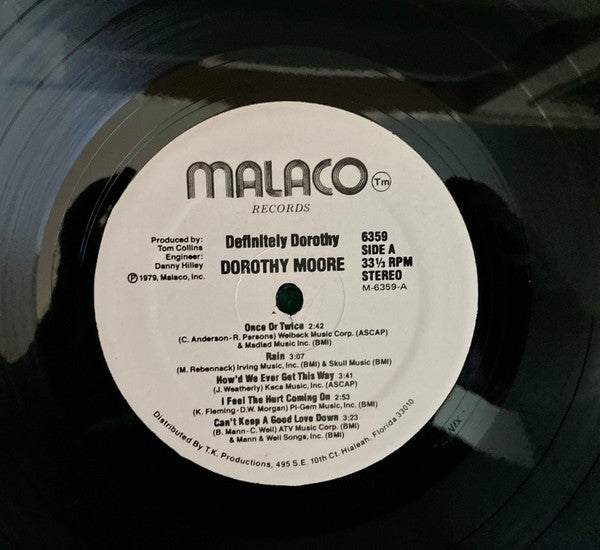 MALACO Tm
RECORDS
Produced by:
Tom Collins
Engineer:
Danny Hilley
Ⓟ 1979, Malaco, Inc.
Definitely Dorothy
DOROTHY MOORE
6359
SIDE A
33⅓ RPM
STEREO
M-6359-A
Once Or Twice 2:42
(C. Anderson - R. Parsons) Welbeck Music Corp. (ASCAP)
& Madlad Music Inc. (BMI)
Rain 3:07
(M. Rebennack) Irving Music, Inc. (BMI) & Skull Music (BMI)
How'd We Ever Get This Way 3:41
(J. Weatherly) Keca Music, Inc. (ASCAP)
I Feel The Hurt Coming On 2:53
(K. Fleming - D.W. Morgan) Pi-Gem Music, Inc. (BMI)
Can't Keep A Good Love Down 3:23
(B. Mann - C. Weil) ATV Music Corp. (BMI)
& Mann & Weil Songs, Inc. (BMI)
Distributed By T.K. Productions, 495 S.E. 10th Ct. Hialeah, Florida 33010